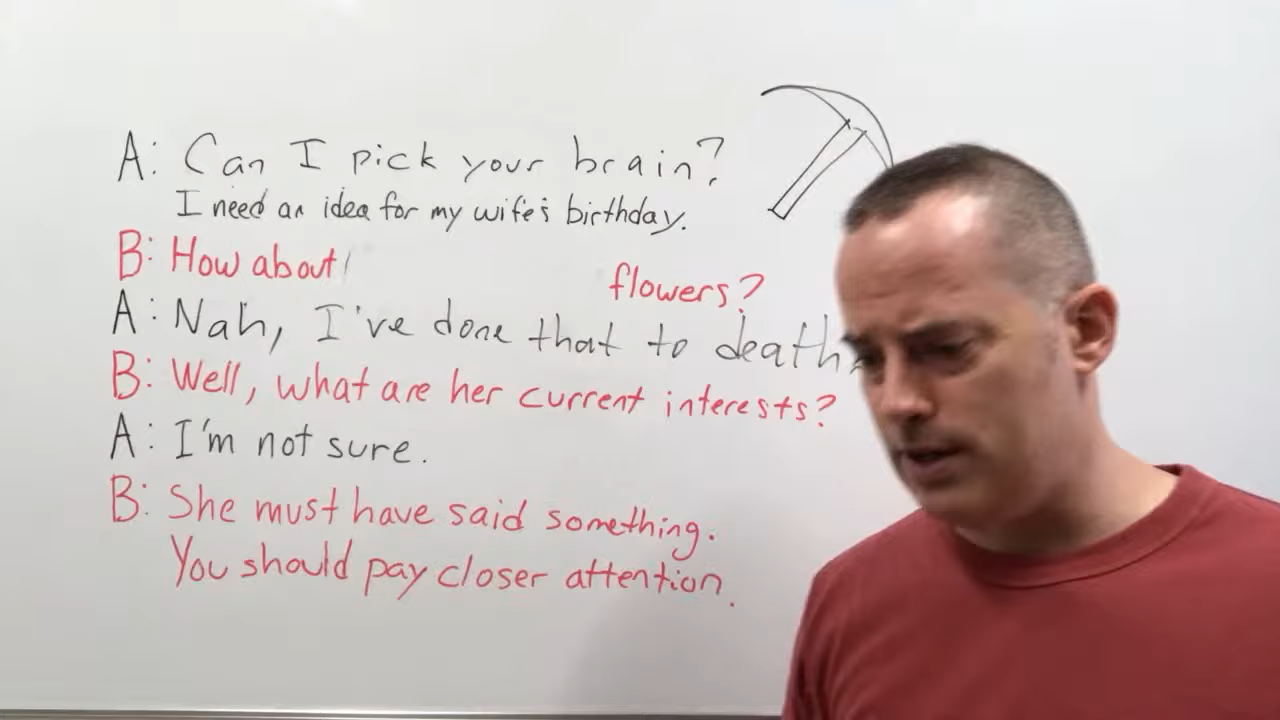 A: Can I pick your brain?
I need an idea for my wife's birthday.
B: How about flowers?
A: Nah, I've done that to death.
B: Well, what are her current interests?
A: I'm not sure.
B: She must have said something.
You should pay closer attention.